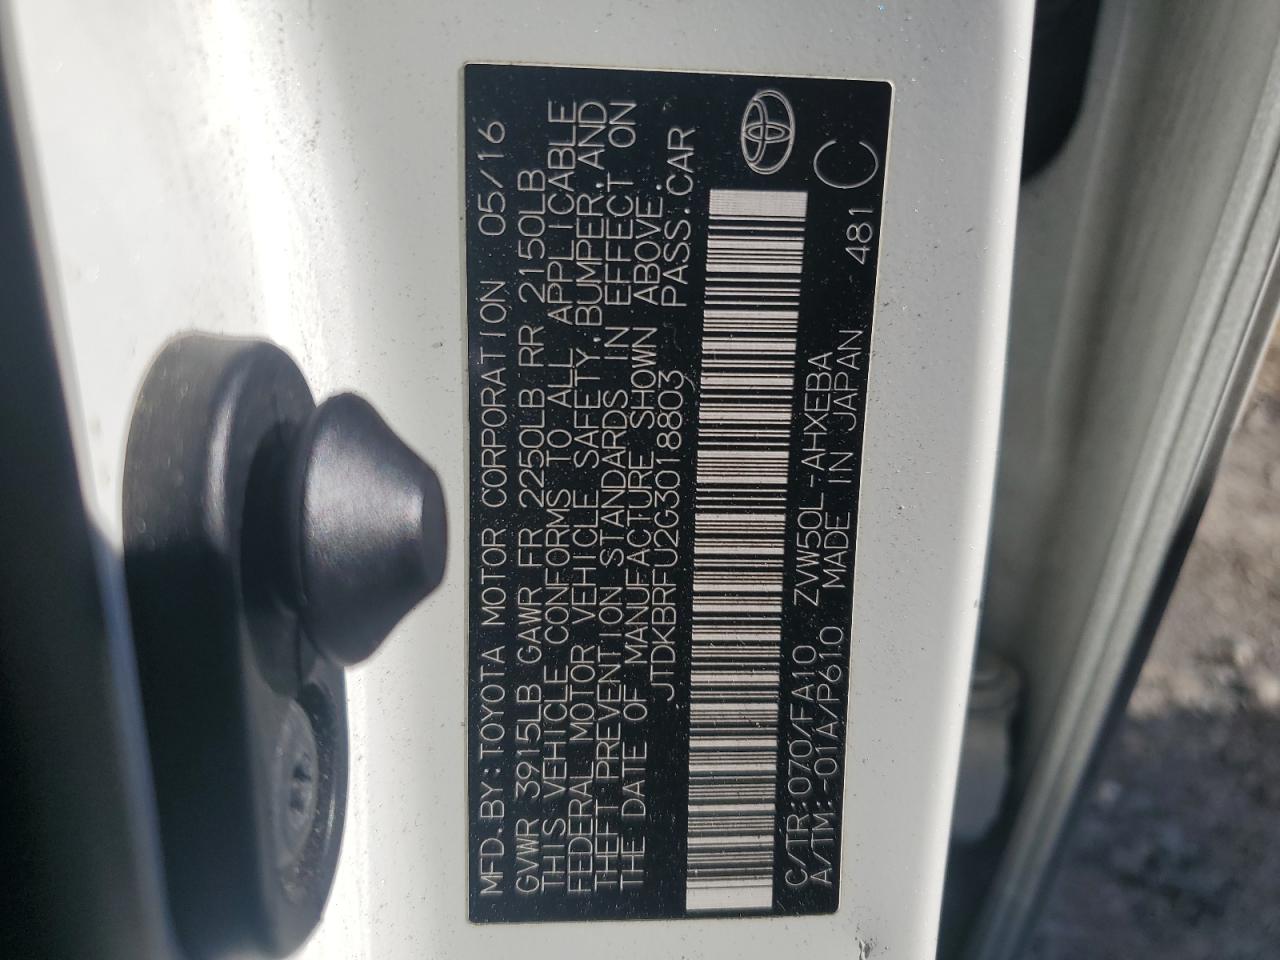 MFD. BY: TOYOTA MOTOR CORPORATION 05/16
GVWR 3915LB GAWR FR 2250LB RR 2150LB
THIS VEHICLE CONFORMS TO ALL APPLICABLE
FEDERAL MOTOR VEHICLE SAFETY, BUMPER, AND
THEFT PREVENTION STANDARDS IN EFFECT ON
THE DATE OF MANUFACTURE SHOWN ABOVE.
JTDKBRFU2G3018803 PASS. CAR
C/TR: 070/FA10 ZVW50L-AHXEBA
A/TM: -01A/P610 MADE IN JAPAN 481 C